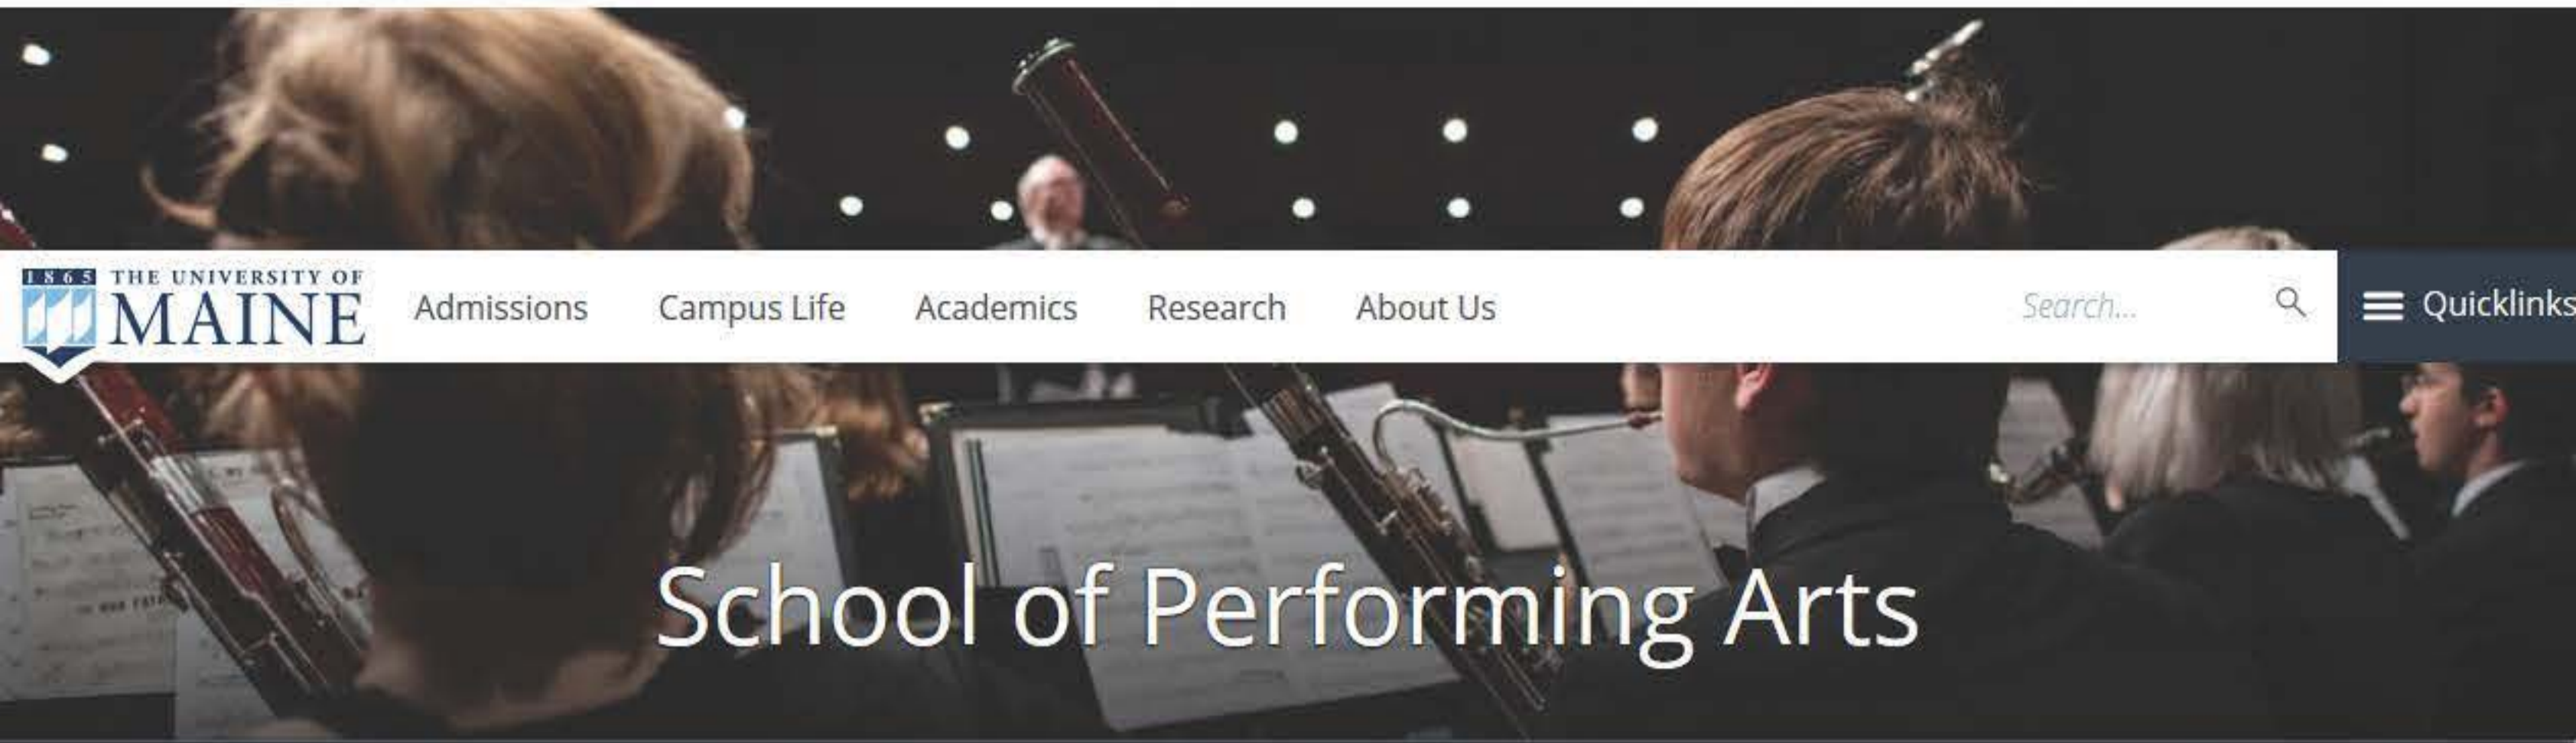 1865 THE UNIVERSITY OF
MAINE
Admissions Campus Life Academics Research About Us Search... Quicklinks
School of Performing Arts